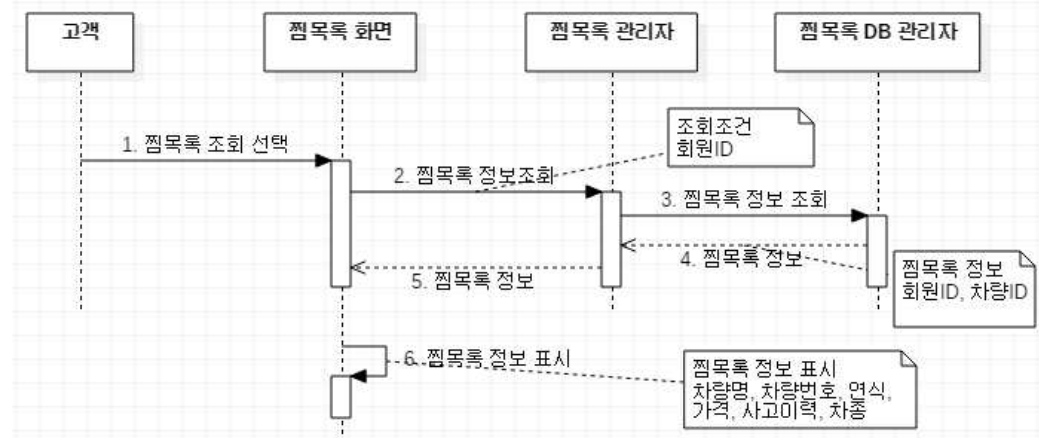 고객
찜목록 화면
찜목록 관리자
찜목록 DB 관리자
조회조건
회원ID
1. 찜목록 조회 선택
2. 찜목록 정보조회
3. 찜목록 정보 조회
4. 찜목록 정보
찜목록 정보
회원ID, 차량ID
5. 찜목록 정보
6. 찜목록 정보 표시
찜목록 정보 표시
차량명, 차량번호, 연식,
가격, 사고이력, 차종